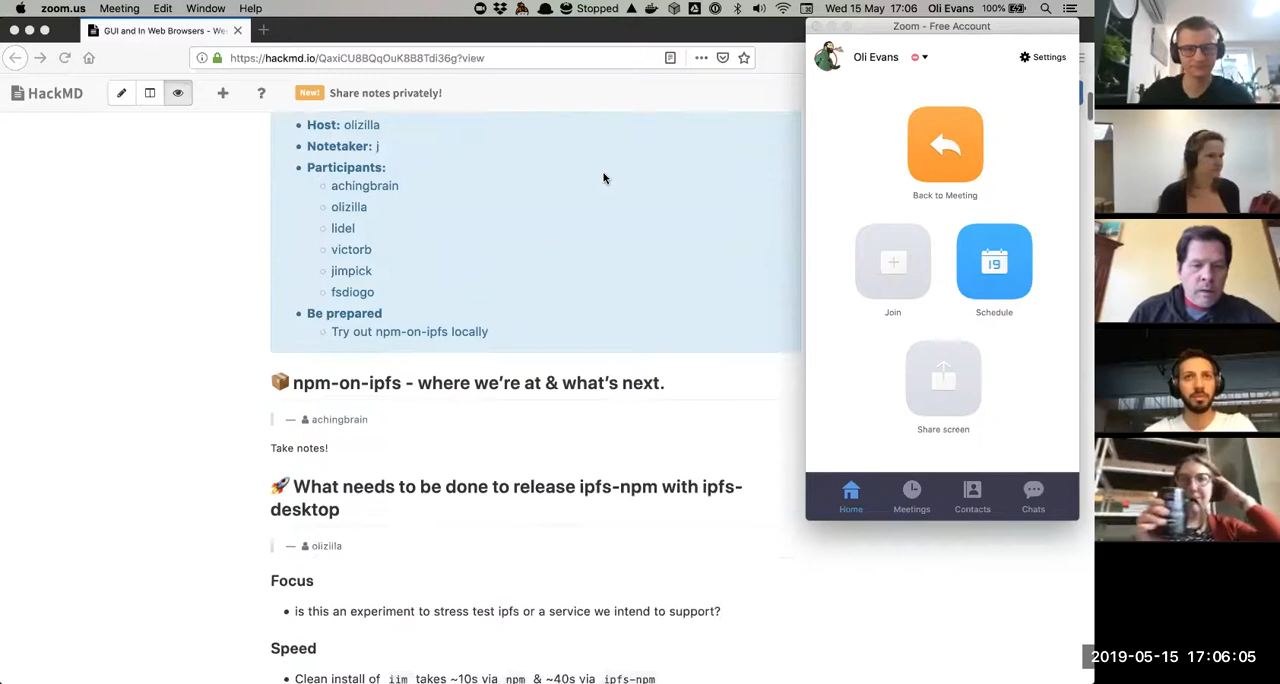 zoom.us Meeting Edit Window Help
Stopped
Wed 15 May 17:06 Oli Evans 100%
GUI and In Web Browsers - We
https://hackmd.io/QaxiCU8BQqOuK8B8Tdi36g?view
HackMD
New! Share notes privately!
Host: olizilla
Notetaker: j
Participants:
achingbrain
olizilla
lidel
victorb
jimpick
fsdiogo
Be prepared
Try out npm-on-ipfs locally
npm-on-ipfs - where we're at & what's next.
— achingbrain
Take notes!
What needs to be done to release ipfs-npm with ipfs-
desktop
— olizilla
Focus
is this an experiment to stress test ipfs or a service we intend to support?
Speed
Clean install of iim takes ~10s via npm & ~40s via ipfs-npm
Zoom - Free Account
Oli Evans
Settings
Back to Meeting
19
Join
Schedule
Share screen
Home
Meetings
Contacts
Chats
2019-05-15 17:06:05